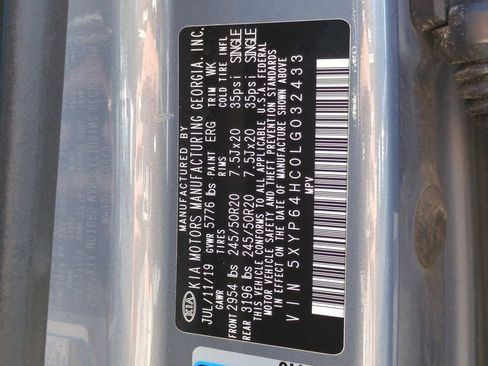 MANUFACTURED BY
KIA KIA MOTORS MANUFACTURING GEORGIA, INC.
JUL/11/19 GVWR 5776 lbs PAINT ERG TRIM WK
GAWR TIRES RIMS COLD TIRE INFL
FRONT 2954 lbs 245/50R20 7.5Jx20 35psi SINGLE
REAR 3196 lbs 245/50R20 7.5Jx20 35psi SINGLE
THIS VEHICLE CONFORMS TO ALL APPLICABLE U.S.A. FEDERAL
MOTOR VEHICLE SAFETY AND THEFT PREVENTION STANDARDS
IN EFFECT ON THE DATE OF MANUFACTURE SHOWN ABOVE
VIN 5XYP64HC0LG032433
MPV